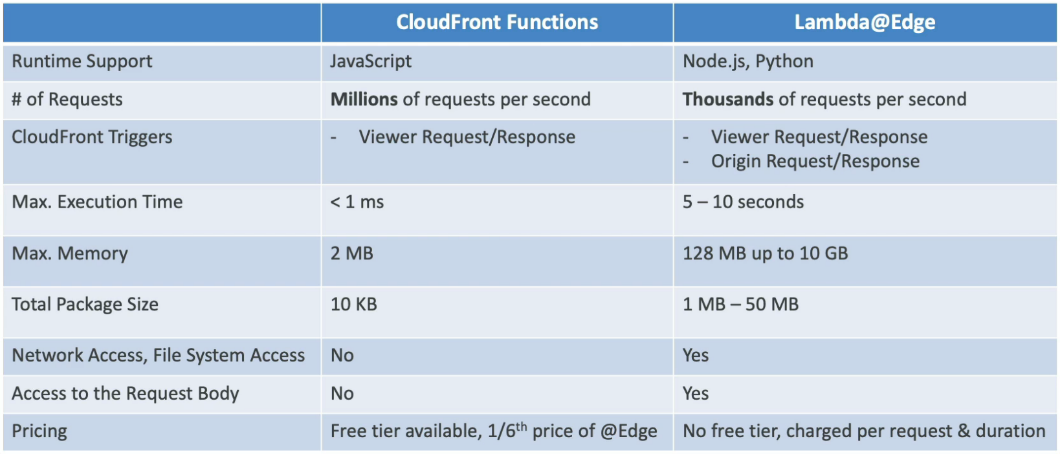 CloudFront Functions Lambda@Edge
Runtime Support JavaScript Node.js, Python
# of Requests Millions of requests per second Thousands of requests per second
CloudFront Triggers - Viewer Request/Response - Viewer Request/Response
- Origin Request/Response
Max. Execution Time < 1 ms 5 – 10 seconds
Max. Memory 2 MB 128 MB up to 10 GB
Total Package Size 10 KB 1 MB – 50 MB
Network Access, File System Access No Yes
Access to the Request Body No Yes
Pricing Free tier available, 1/6th price of @Edge No free tier, charged per request & duration